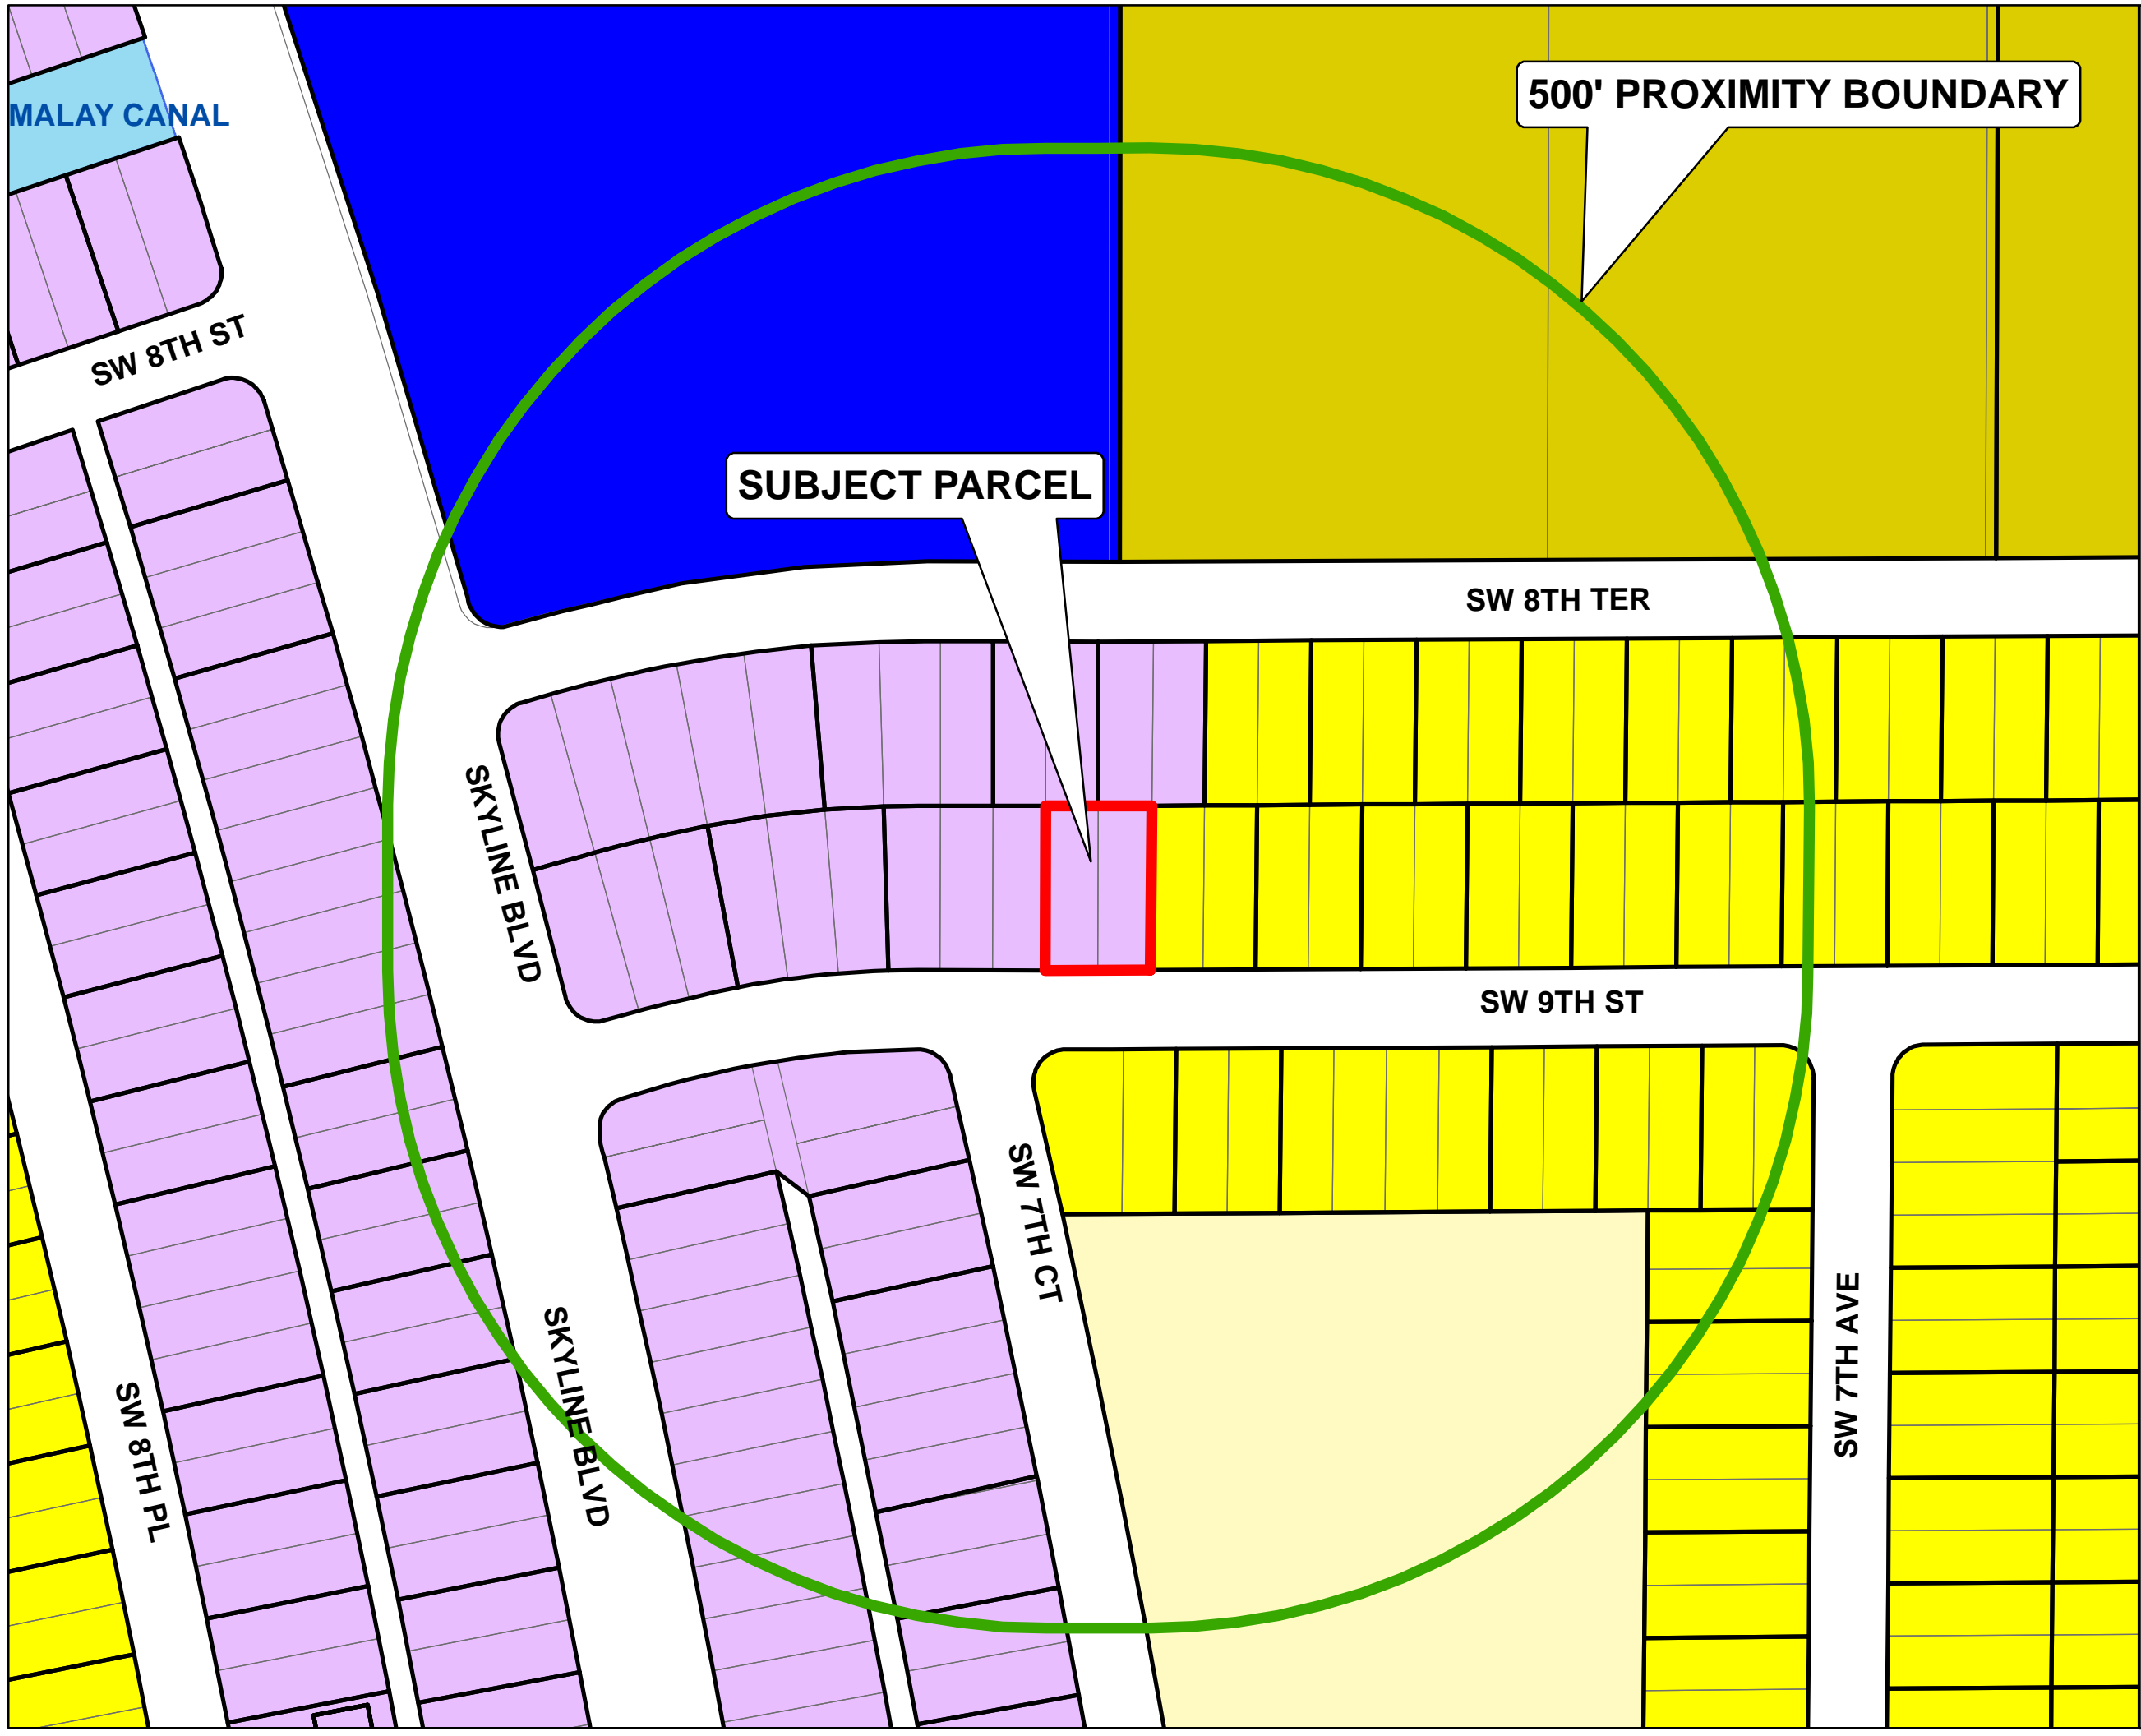 500' PROXIMITY BOUNDARY
MALAY CANAL
SW 8TH ST
SUBJECT PARCEL
SW 8TH TER
SKYLINE BLVD
SW 9TH ST
SW 7TH CT
SW 7TH AVE
SKYLINE BLVD
SW 8TH PL